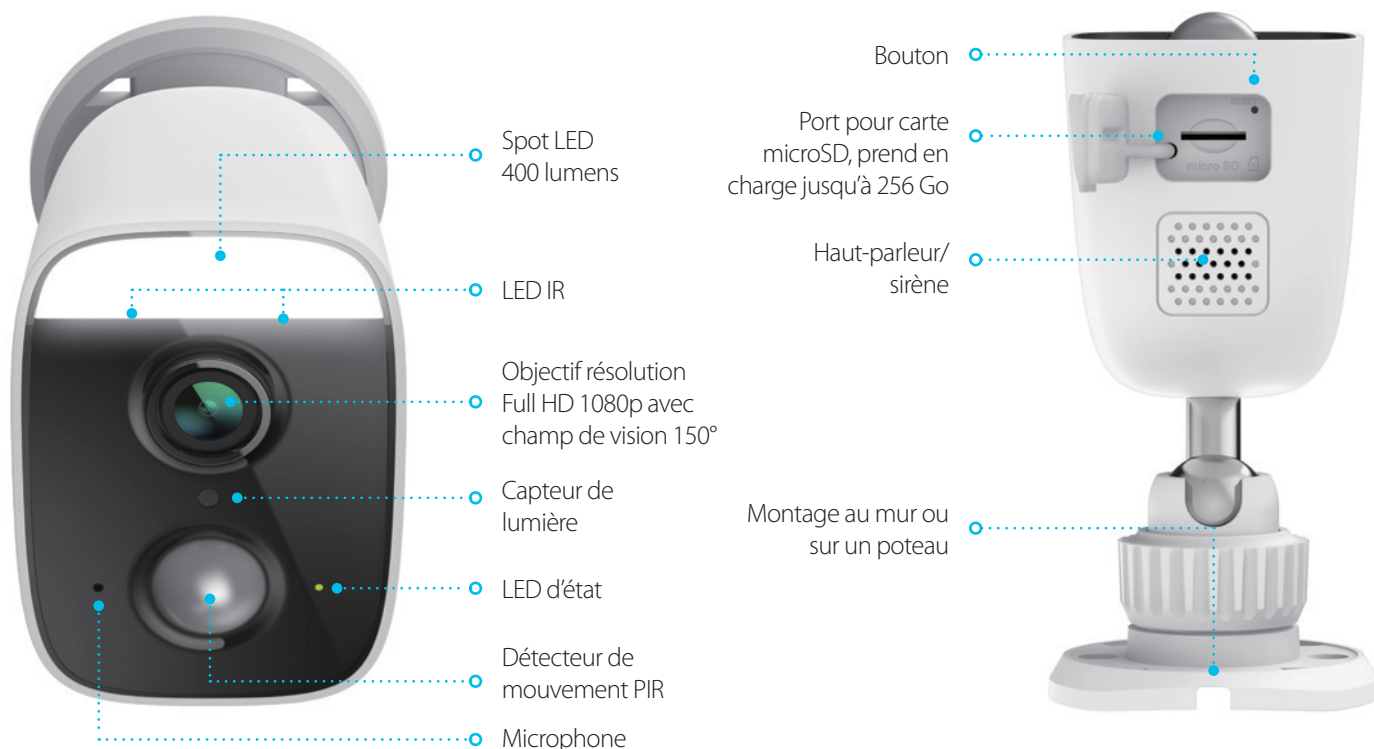 Spot LED
400 lumens
LED IR
Objectif résolution
Full HD 1080p avec
champ de vision 150°
Capteur de
lumière
LED d’état
Détecteur de
mouvement PIR
Microphone
Bouton
Port pour carte
microSD, prend en
charge jusqu’à 256 Go
Haut-parleur/
sirène
Montage au mur ou
sur un poteau
RESET
micro SD